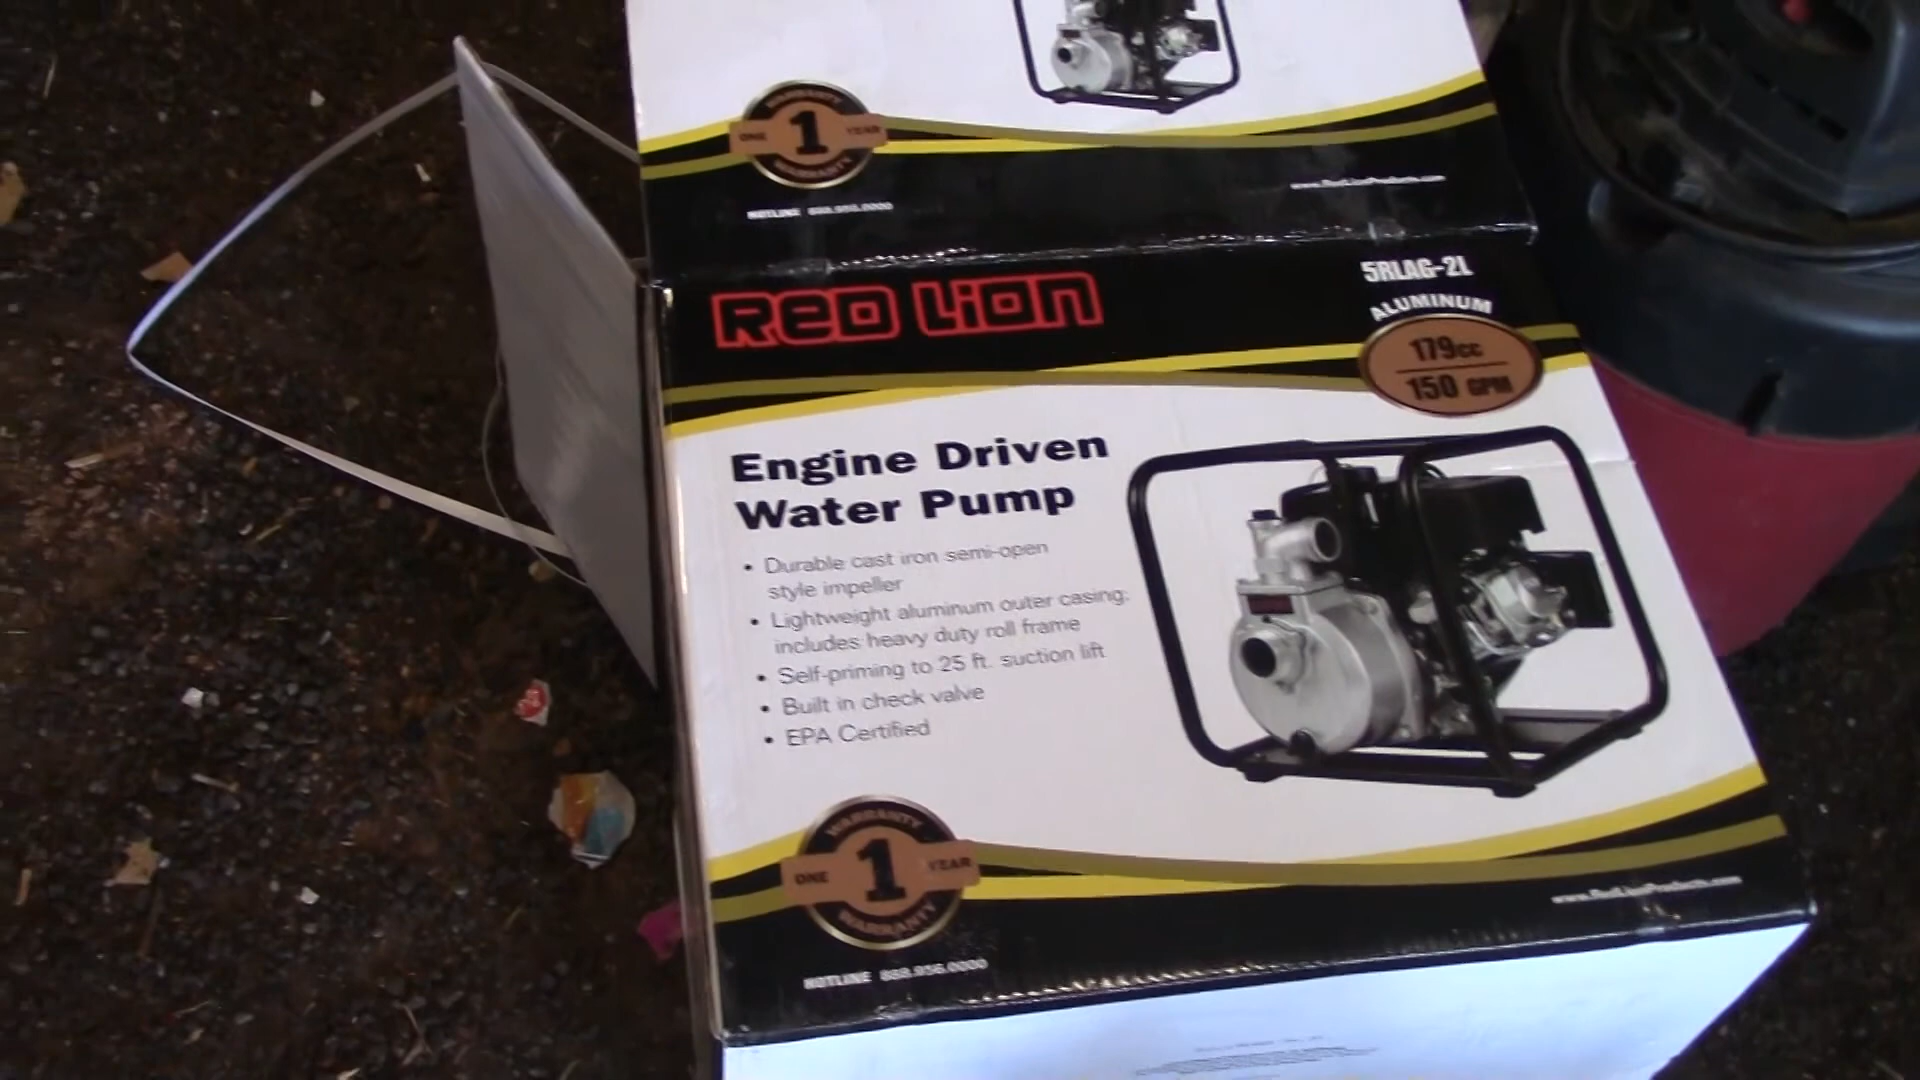 WARRANTY
ONE 1 YEAR
WARRANTY
HOTLINE 888.956.0000
www.RedLionProducts.com
RED LION
5RLAG-2L
ALUMINUM
179cc
150 GPM
Engine Driven
Water Pump
• Durable cast iron semi-open
style impeller
• Lightweight aluminum outer casing:
includes heavy duty roll frame
• Self-priming to 25 ft. suction lift
• Built in check valve
• EPA Certified
WARRANTY
ONE 1 YEAR
WARRANTY
HOTLINE 888.956.0000
www.RedLionProducts.com